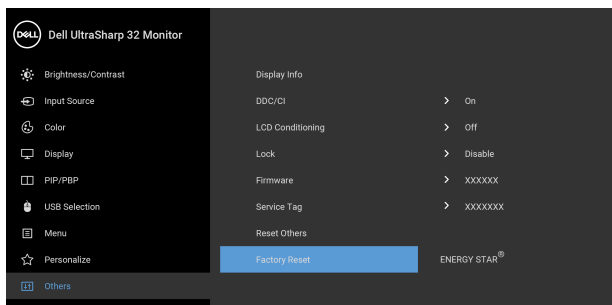 DELL Dell UltraSharp 32 Monitor
Brightness/Contrast
Display Info
Input Source
DDC/CI > On
Color
LCD Conditioning > Off
Display
Lock > Disable
PIP/PBP
Firmware > XXXXXX
USB Selection
Service Tag > XXXXXXX
Menu
Reset Others
Personalize
Factory Reset ENERGY STAR®
Others